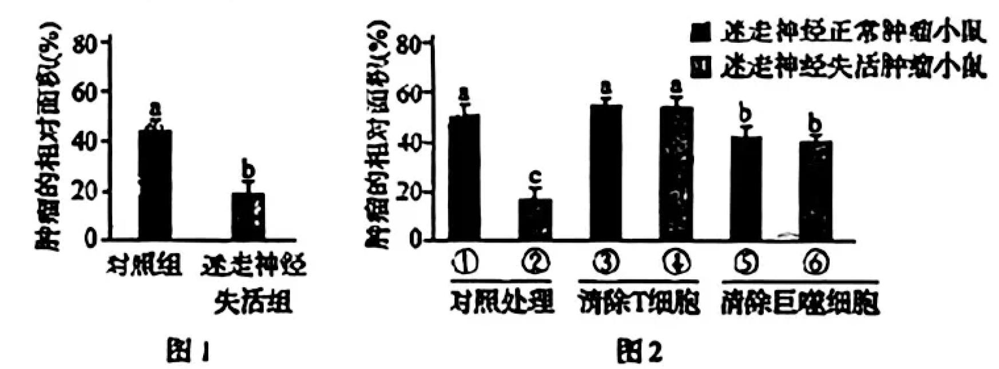 肿瘤的相对面积(%)
80
60
40
20
0
a
b
对照组
迷走神经
失活组
图1
肿瘤的相对面积(%)
80
60
40
20
0
迷走神经正常肿瘤小鼠
迷走神经失活肿瘤小鼠
a
c
a
a
b
b
① ② ③ ④ ⑤ ⑥
对照处理 清除T细胞 清除巨噬细胞
图2